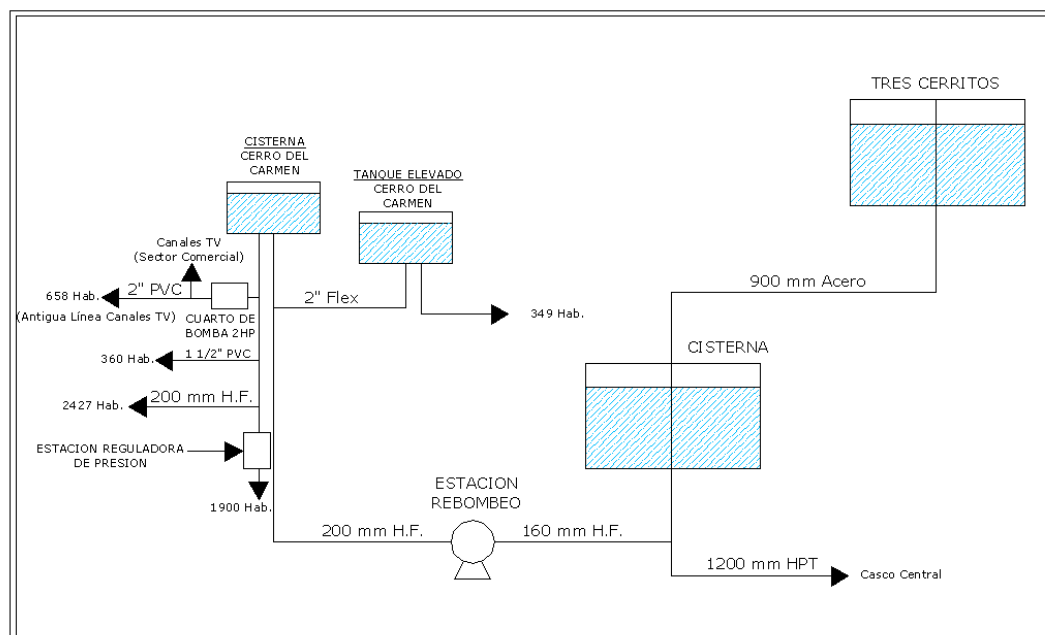 TRES CERRITOS
CISTERNA
CERRO DEL
CARMEN
TANQUE ELEVADO
CERRO DEL
CARMEN
Canales TV
(Sector Comercial)
2" PVC
658 Hab.
(Antigua Línea Canales TV)
CUARTO DE
BOMBA 2HP
2" Flex
349 Hab.
900 mm Acero
1 1/2" PVC
360 Hab.
CISTERNA
200 mm H.F.
2427 Hab.
ESTACION REGULADORA
DE PRESION
1900 Hab.
ESTACION
REBOMBEO
200 mm H.F.
160 mm H.F.
1200 mm HPT
Casco Central